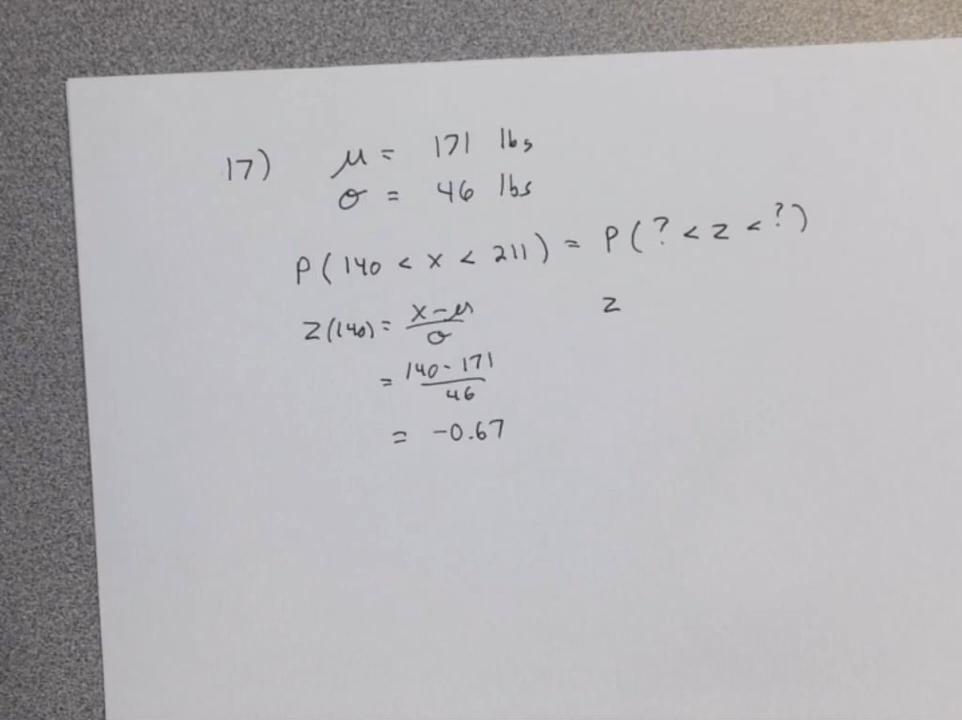 17) μ = 171 lbs
σ = 46 lbs
P(140 < x < 211) = P(? < z < ?)
z(140) = x-μ/σ z
= 140-171/46
= -0.67